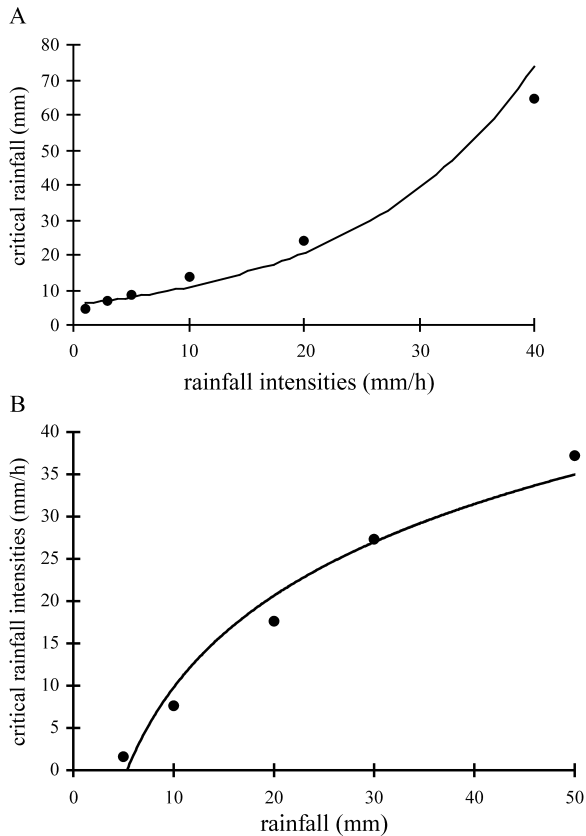 A
80
70
60
50
40
30
20
10
0
critical rainfall (mm)
0 10 20 30 40
rainfall intensities (mm/h)
B
40
35
30
25
20
15
10
5
0
critical rainfall intensities (mm/h)
0 10 20 30 40 50
rainfall (mm)